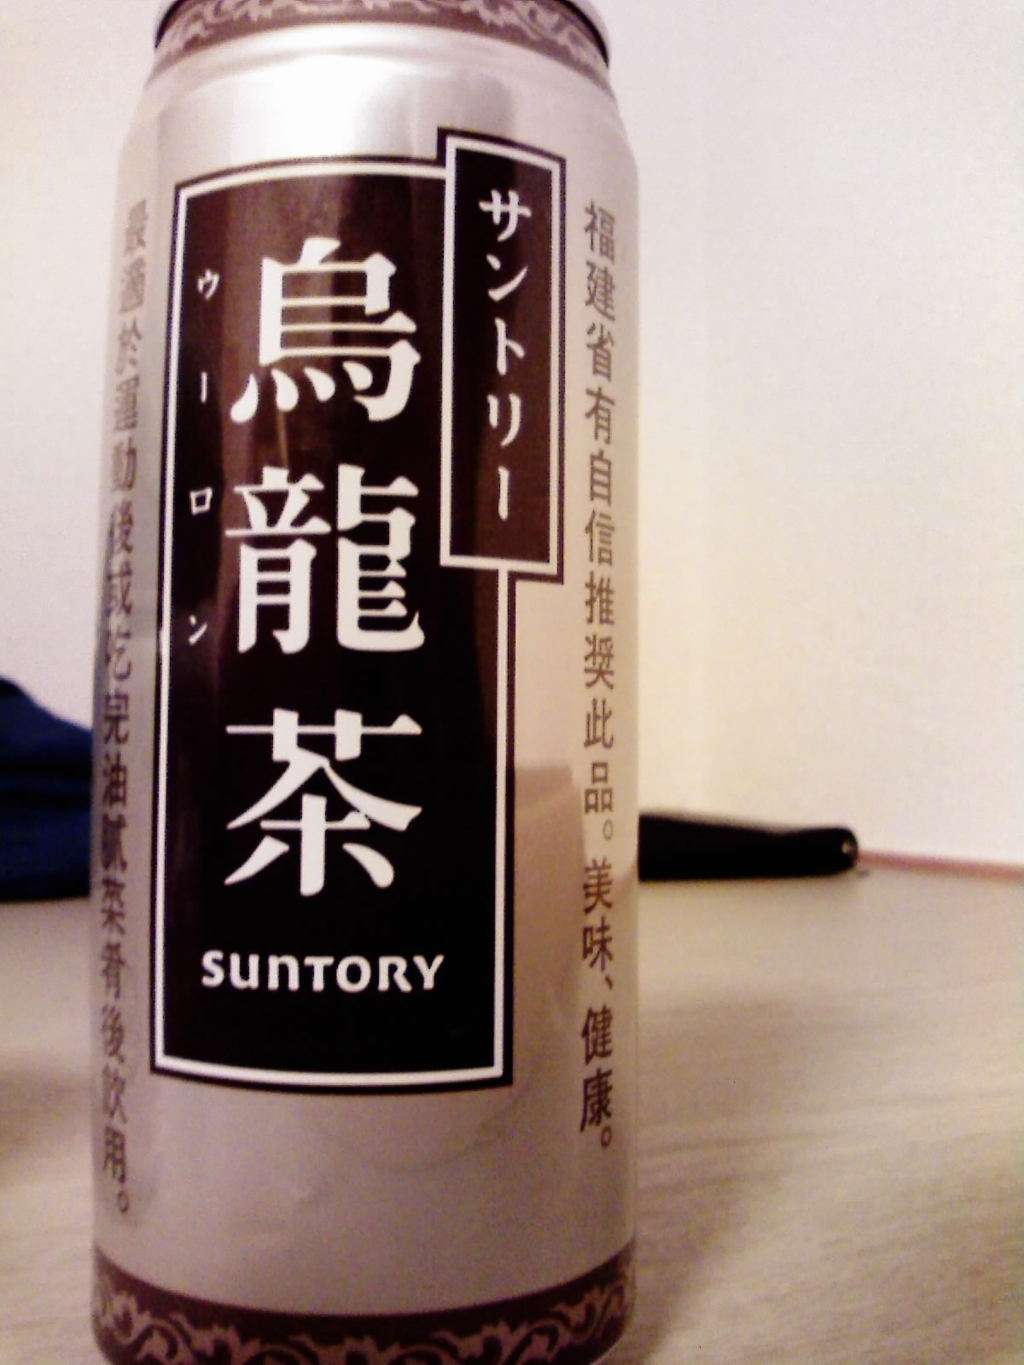 福建省有自信推奨此品。美味、健康。
サントリー
烏龍茶
ウーロン
SUNTORY
最適於運動後或吃完油膩菜肴後飲用。